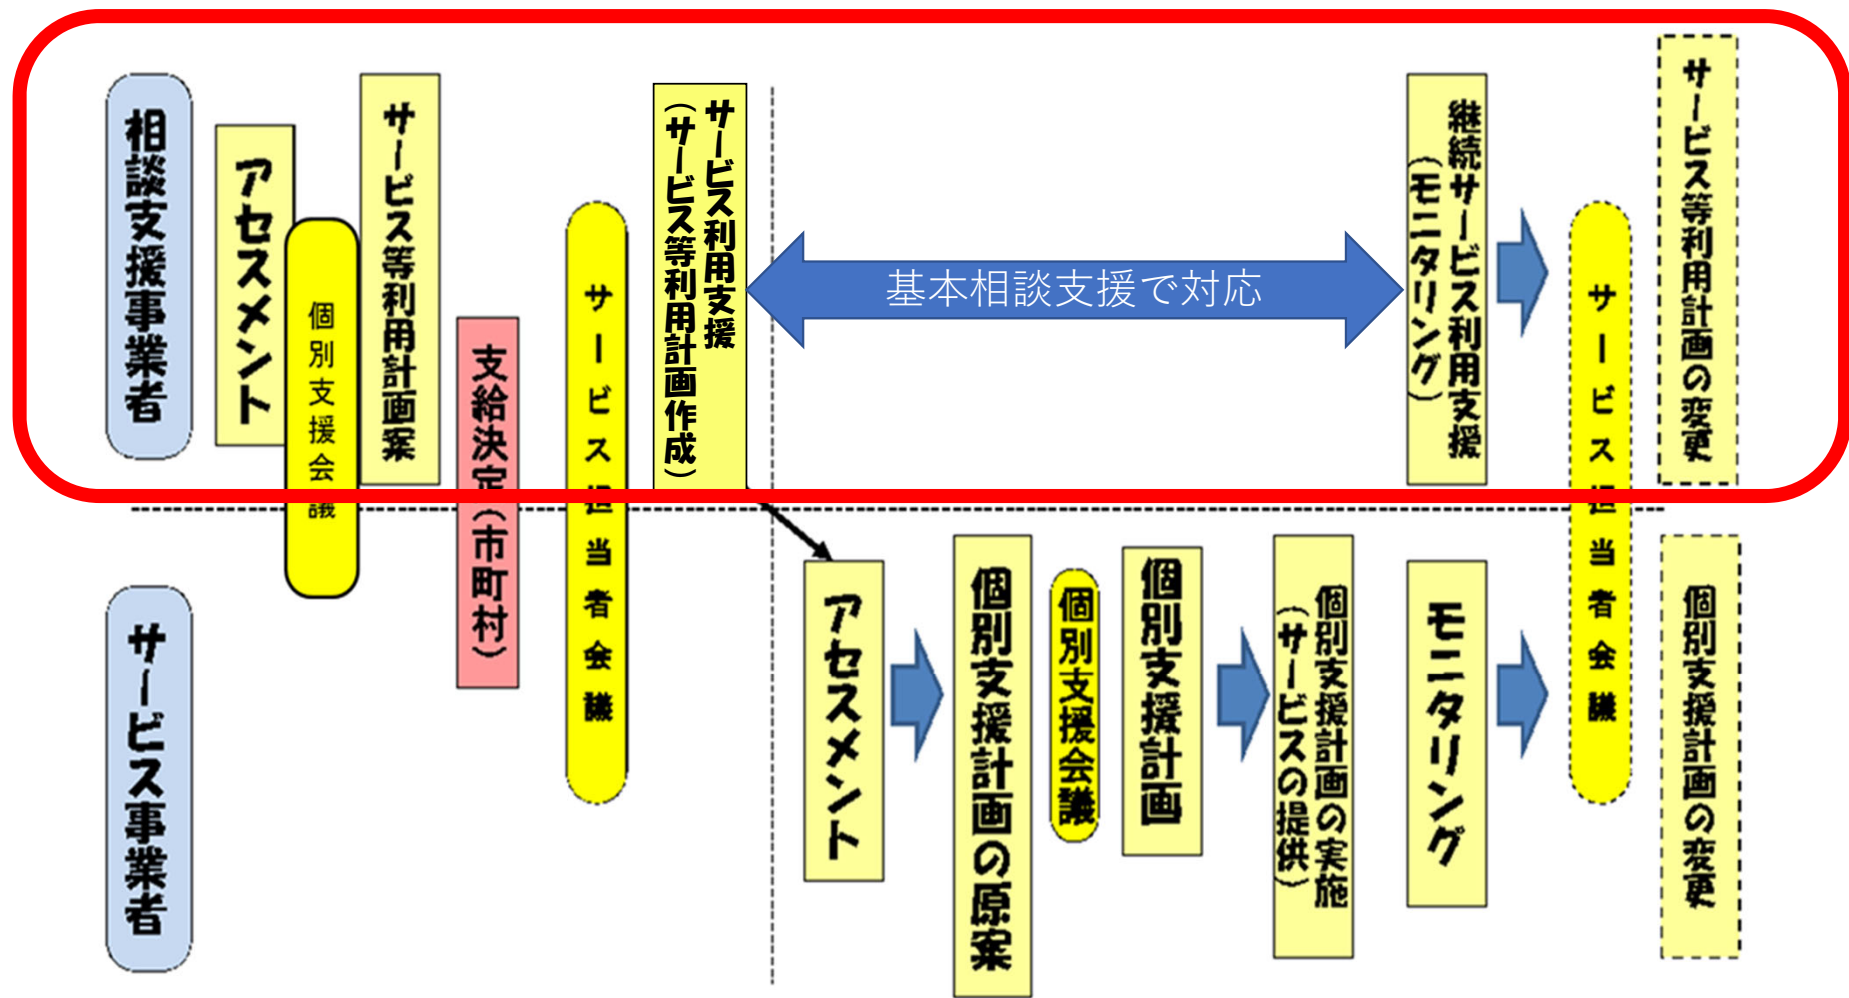 相談支援事業者
アセスメント
個別支援会議
サービス等利用計画案
支給決定(市町村)
サービス担当者会議
サービス利用支援
(サービス等利用計画作成)
基本相談支援で対応
継続サービス利用支援
(モニタリング)
サービス担当者会議
サービス等利用計画の変更
サービス事業者
アセスメント
個別支援計画の原案
個別支援会議
個別支援計画
個別支援計画の実施
(サービスの提供)
モニタリング
個別支援計画の変更